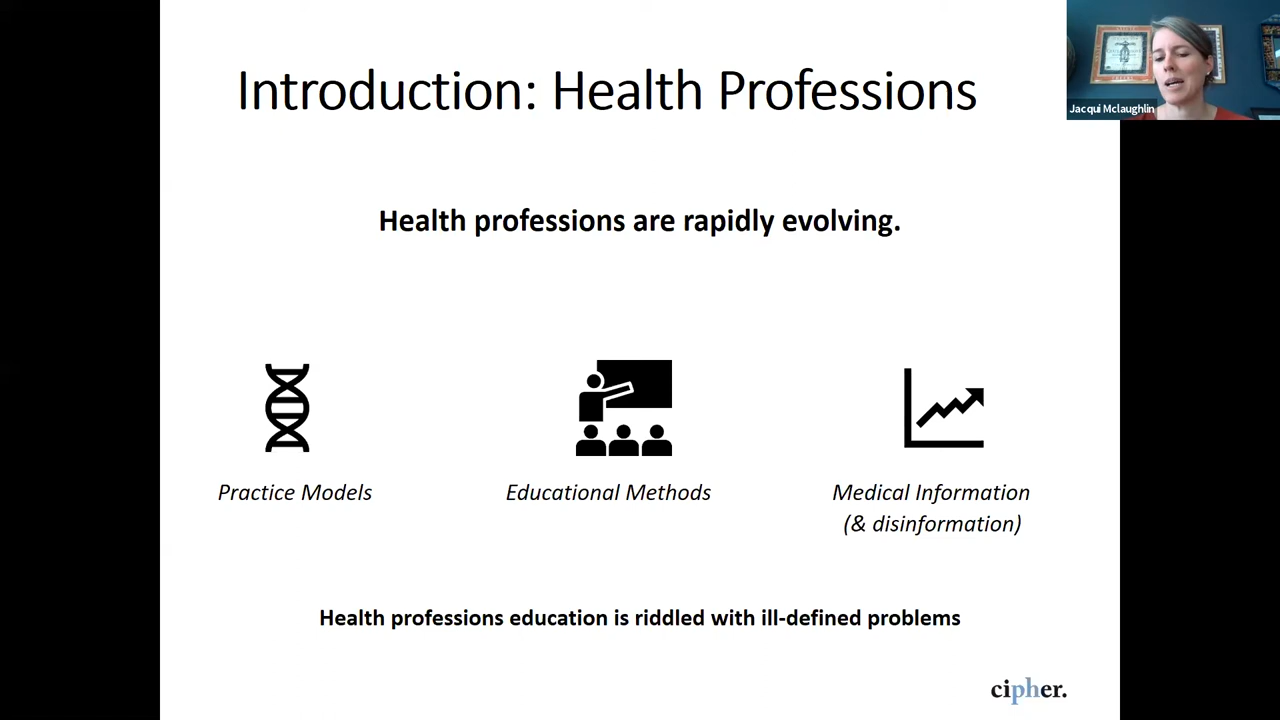 Introduction: Health Professions
Jacqui Mclaughlin
Health professions are rapidly evolving.
Practice Models
Educational Methods
Medical Information
(& disinformation)
Health professions education is riddled with ill-defined problems
cipher.